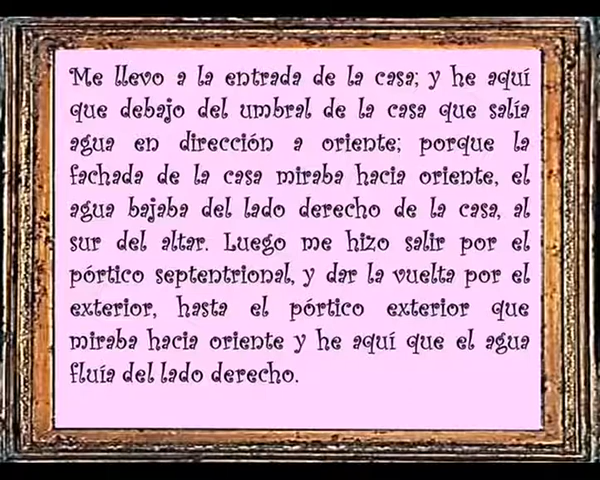 Me llevo a la entrada de la casa; y he aquí
que debajo del umbral de la casa que salía
agua en dirección a oriente; porque la
fachada de la casa miraba hacia oriente, el
agua bajaba del lado derecho de la casa, al
sur del altar. Luego me hizo salir por el
pórtico septentrional, y dar la vuelta por el
exterior, hasta el pórtico exterior que
miraba hacia oriente y he aquí que el agua
fluía del lado derecho.